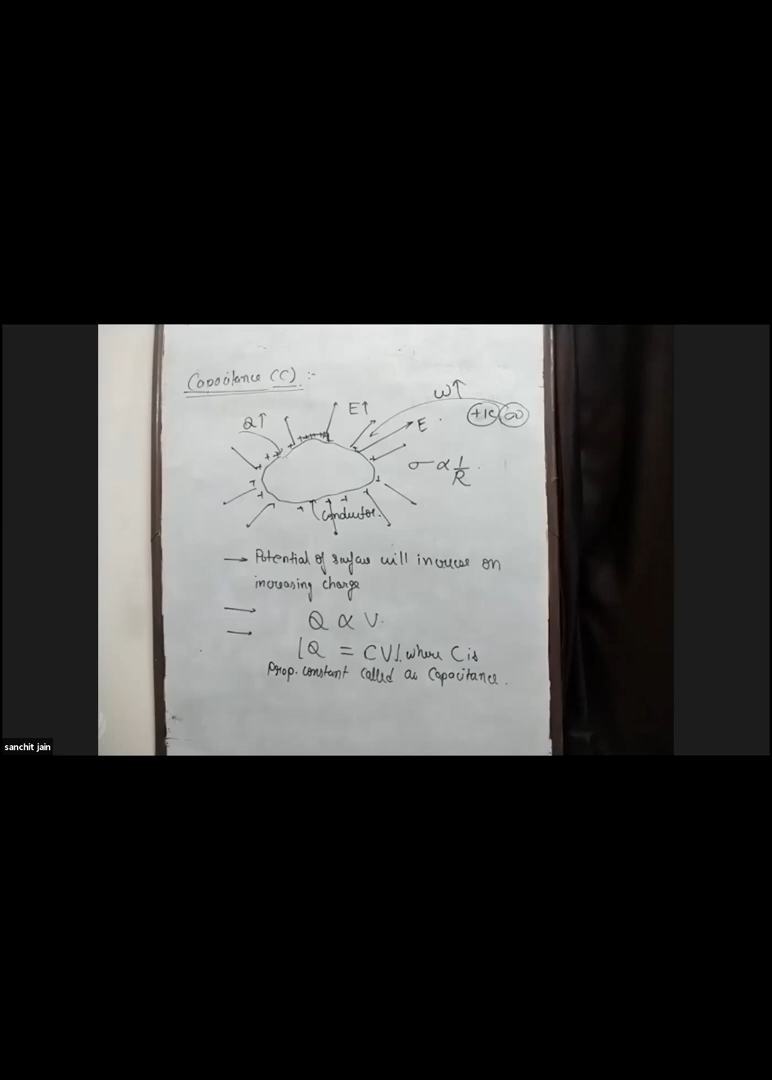 Capacitance (C) :-
W↑
E↑
+1C ∞
Q↑
E
σ ∝ 1/R
Conductor.
→ Potential of surface will increase on
increasing charge
→ Q ∝ V.
→ |Q = CV|. where C is
Prop. constant called as Capacitance.
sanchit jain